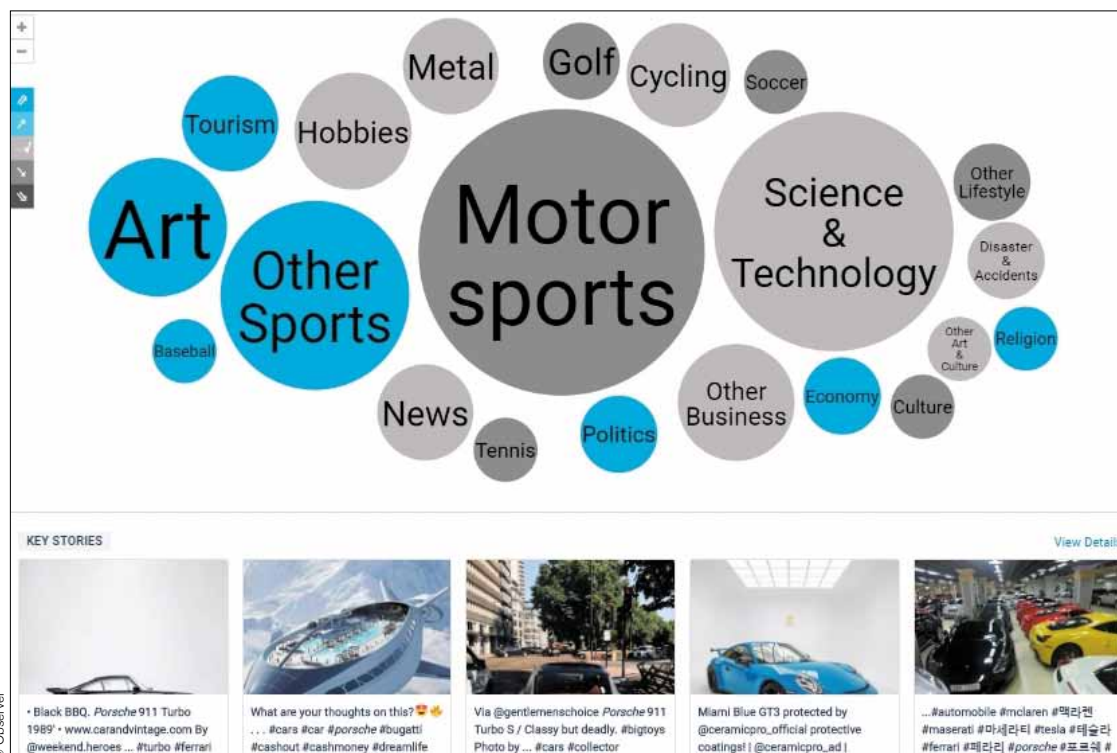 Metal
Golf
Cycling
Soccer
Tourism
Hobbies
Art
Other
Sports
Motor
sports
Science
&
Technology
Other
Lifestyle
Disaster
&
Accidents
Baseball
News
Tennis
Politics
Other
Business
Economy
Culture
Other
Art
&
Culture
Religion
KEY STORIES
View Details
• Black BBQ. Porsche 911 Turbo
1989' • www.carandvintage.com By
@weekend.heroes ... #turbo #ferrari
What are your thoughts on this?😍🔥
. . . #cars #car #porsche #bugatti
#cashout #cashmoney #dreamlife
Via @gentlemenschoice Porsche 911
Turbo S / Classy but deadly. #bigtoys
Photo by ... #cars #collector
Miami Blue GT3 protected by
@ceramicpro_official protective
coatings! | @ceramicpro_ad |
...#automobile #mclaren #맥라렌
#maserati #마세라티 #tesla #테슬라
#ferrari #페라리 #porsche #포르쉐
© Observer